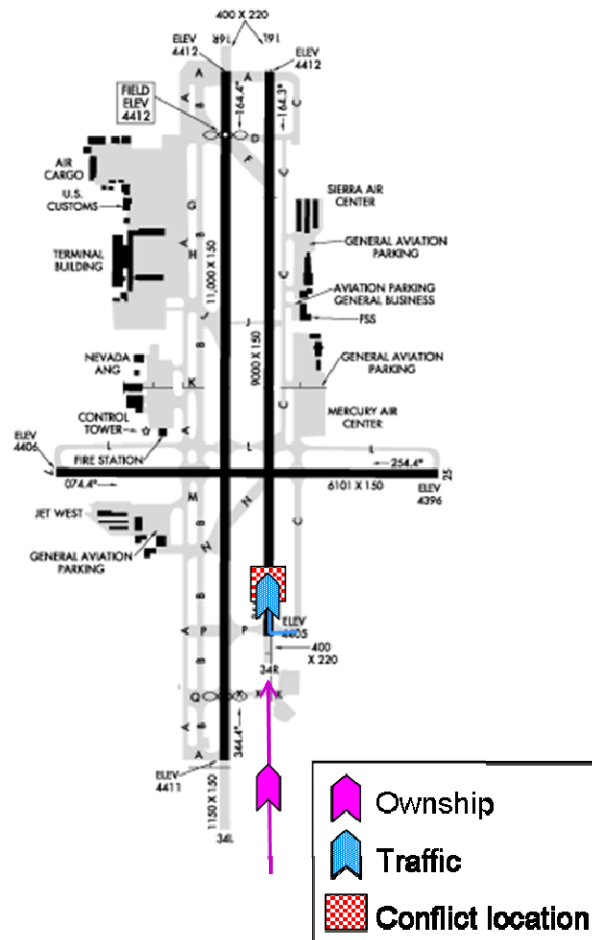 400 X 220
16R
16L
ELEV
4412
ELEV
4412
A
A
A
B
C
164.4°
164.3°
FIELD
ELEV
4412
D
F
C
AIR
CARGO
U.S.
CUSTOMS
SIERRA AIR
CENTER
G
B
GENERAL AVIATION
PARKING
TERMINAL
BUILDING
A
H
11,000 X 150
C
AVIATION PARKING
GENERAL BUSINESS
FSS
J
J
B
9000 X 150
NEVADA
ANG
K
C
GENERAL AVIATION
PARKING
CONTROL
TOWER
A
MERCURY AIR
CENTER
ELEV
4406
L
L
L
FIRE STATION
7
254.4°
25
074.4°
6101 X 150
ELEV
4396
JET WEST
M
B
N
C
GENERAL AVIATION
PARKING
N
B
ELEV
4405
A
P
P
400
X 220
B
34R
Q
X
X
K
A
B
344.4°
A
ELEV
4411
1150 X 150
34L
Ownship
Traffic
Conflict location